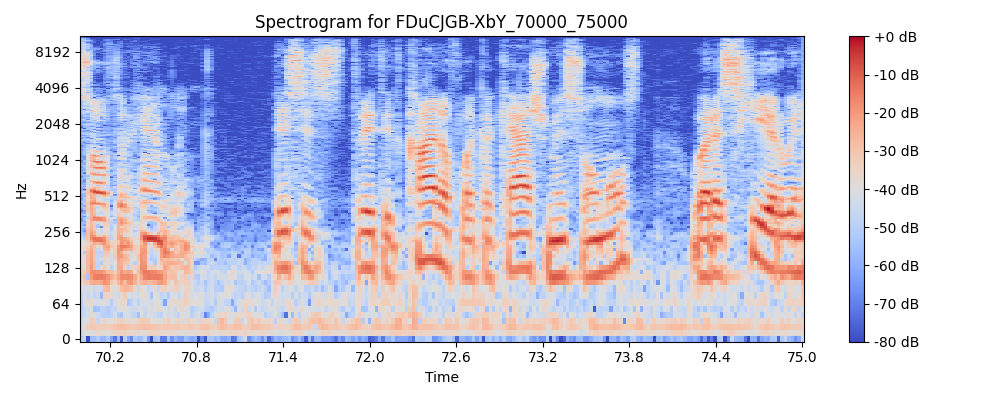 Spectrogram for FDuCJGB-XbY_70000_75000
Hz
8192
4096
2048
1024
512
256
128
64
0
70.2 70.8 71.4 72.0 72.6 73.2 73.8 74.4 75.0
Time
+0 dB
-10 dB
-20 dB
-30 dB
-40 dB
-50 dB
-60 dB
-70 dB
-80 dB